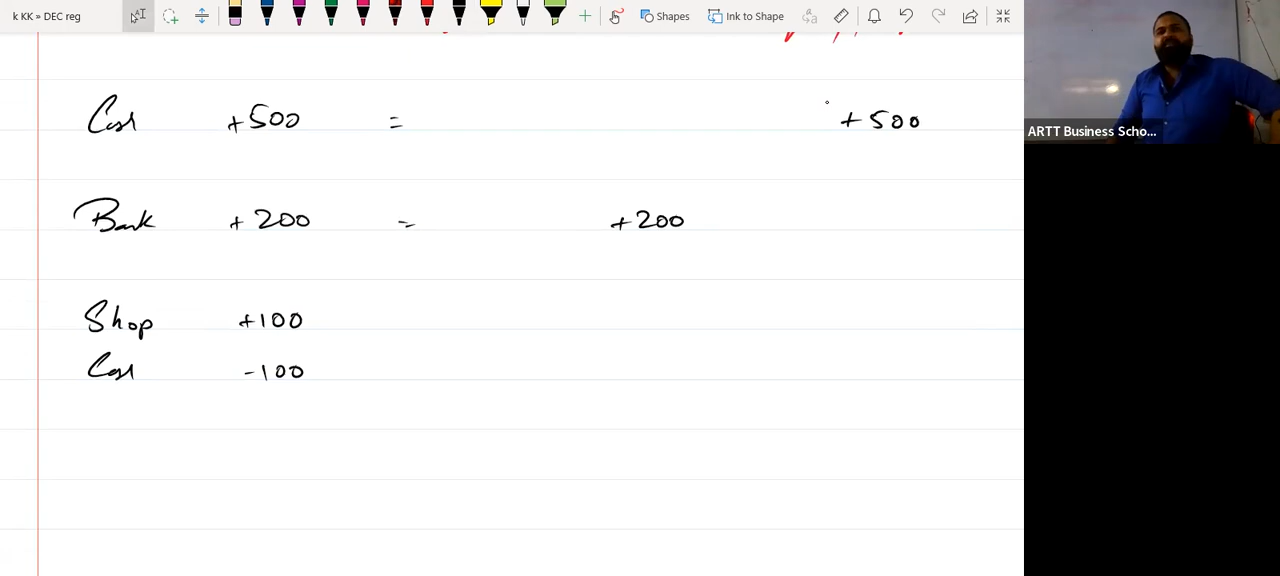 k KK » DEC reg
Shapes
Ink to Shape
Cash +500 = +500
Bank +200 = +200
Shop +100
Cash -100
ARTT Business Scho...